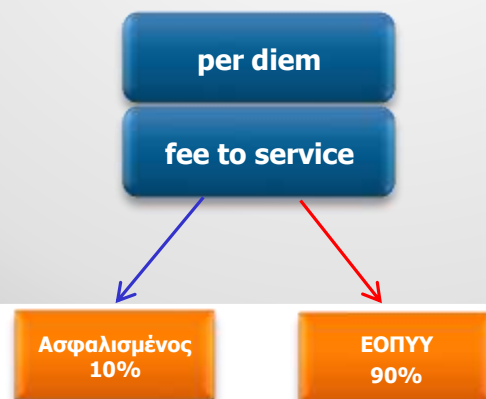 per diem
fee to service
Ασφαλισμένος
10%
ΕΟΠΥΥ
90%